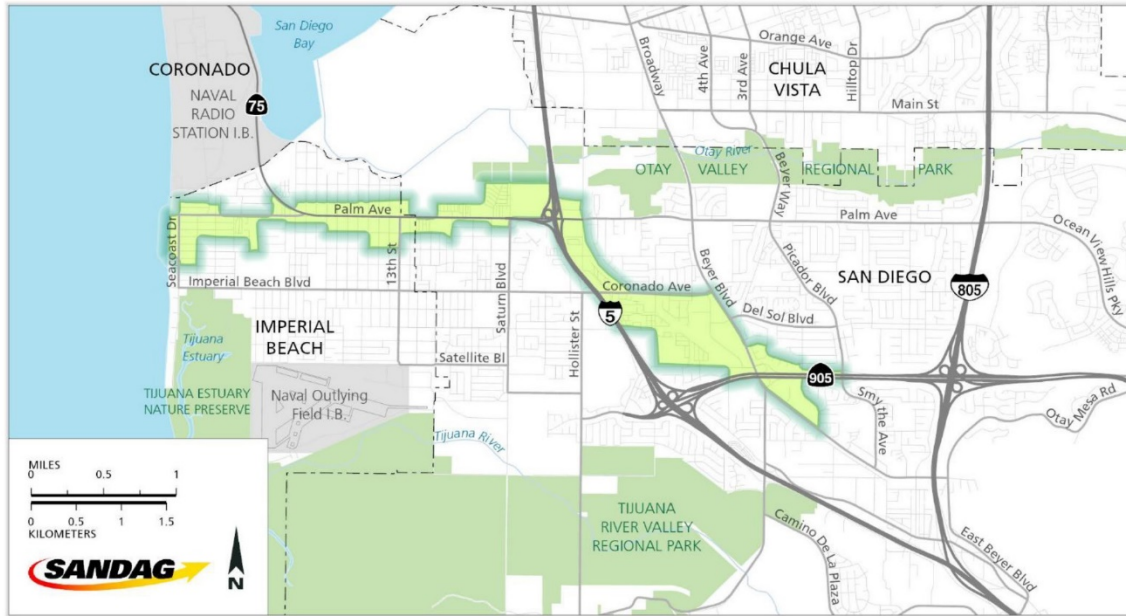 San Diego
Bay
CORONADO
NAVAL
RADIO
STATION I.B.
75
Orange Ave
Broadway
4th Ave
3rd Ave
CHULA
VISTA
Hilltop Dr
Main St
Otay River
OTAY VALLEY REGIONAL PARK
Beyer Way
Palm Ave
Palm Ave
Seacoast Dr
13th St
Imperial Beach Blvd
Saturn Blvd
Hollister St
Coronado Ave
Beyer Blvd
Picador Blvd
SAN DIEGO
Ocean View Hills Pky
805
5
Del Sol Blvd
IMPERIAL
BEACH
Tijuana
Estuary
Satellite Bl
905
Smythe Ave
Otay Mesa Rd
TIJUANA ESTUARY
NATURE PRESERVE
Naval Outlying
Field I.B.
Tijuana River
TIJUANA
RIVER VALLEY
REGIONAL PARK
Camino De La Plaza
East Beyer Blvd
MILES
0 0.5 1
0 0.5 1 1.5
KILOMETERS
SANDAG
N